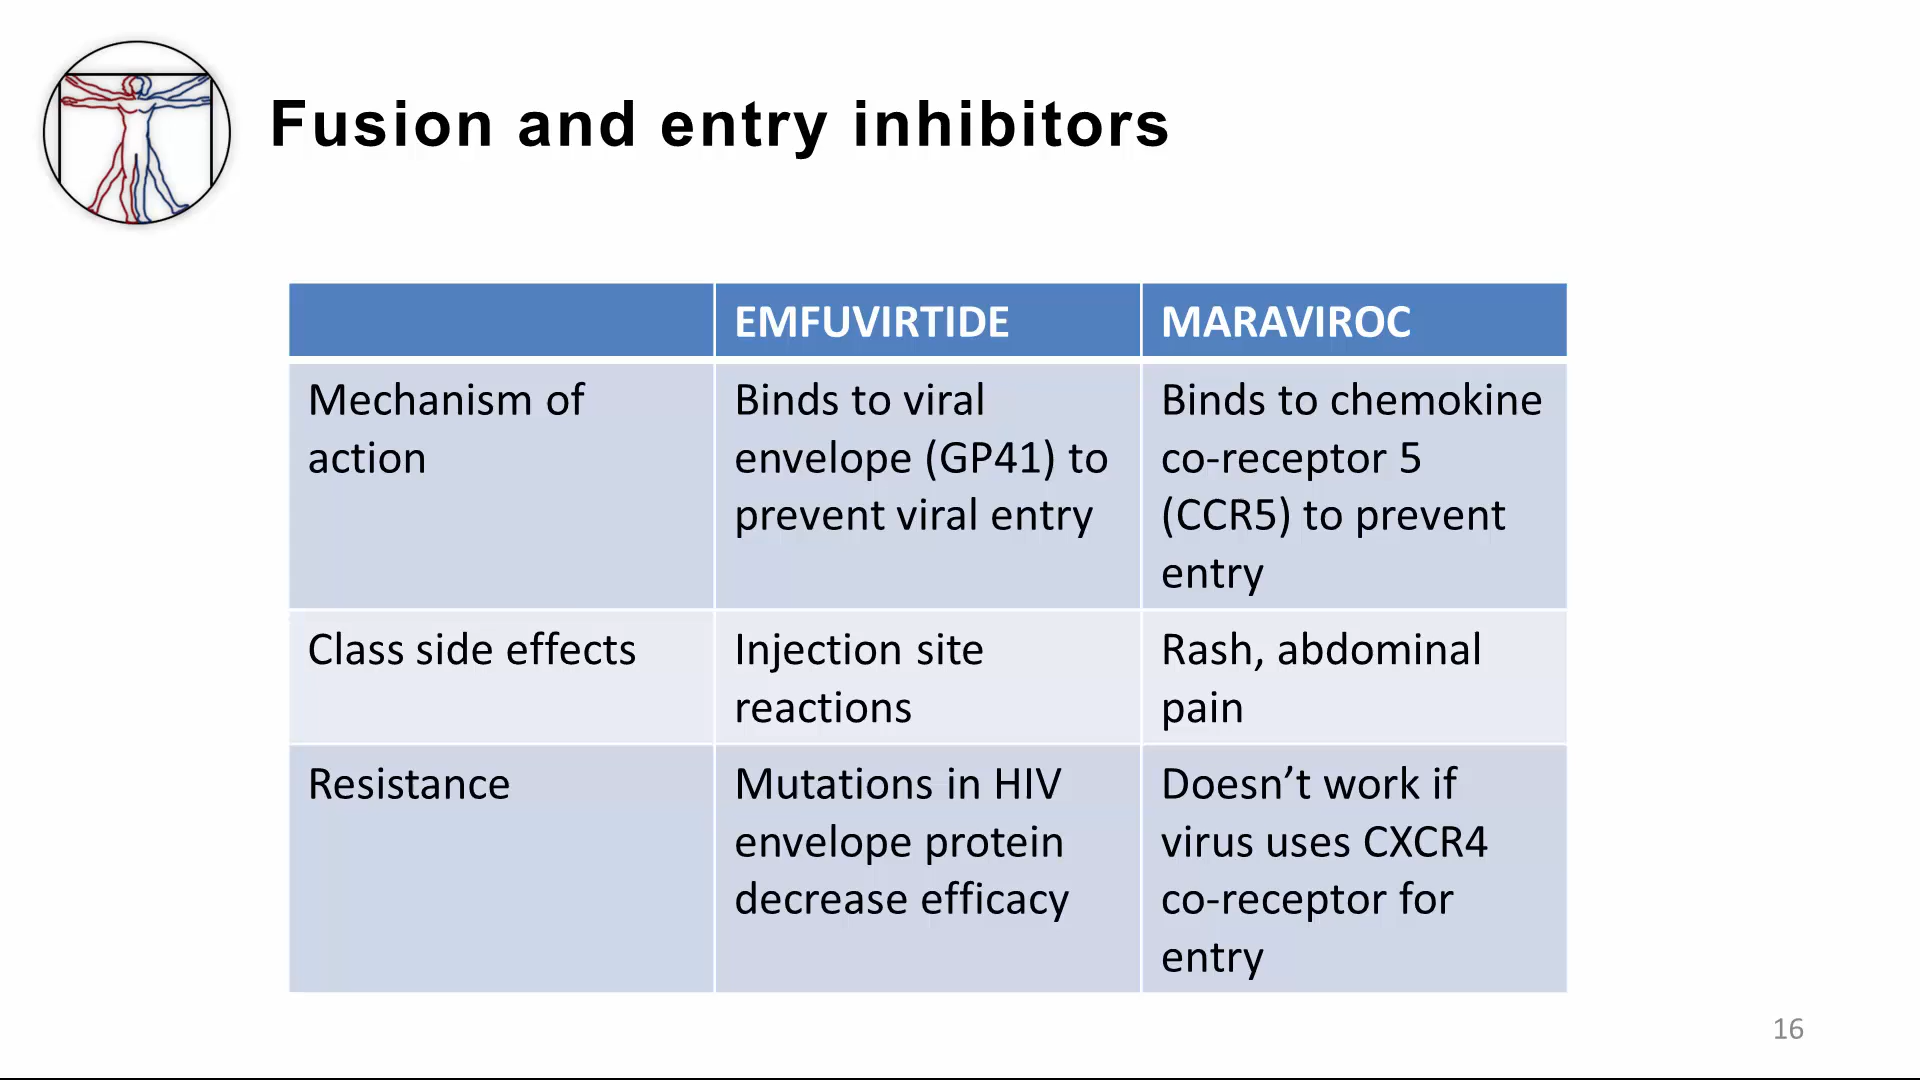 Fusion and entry inhibitors
EMFUVIRTIDE
MARAVIROC
Mechanism of
action
Binds to viral
envelope (GP41) to
prevent viral entry
Binds to chemokine
co-receptor 5
(CCR5) to prevent
entry
Class side effects
Injection site
reactions
Rash, abdominal
pain
Resistance
Mutations in HIV
envelope protein
decrease efficacy
Doesn’t work if
virus uses CXCR4
co-receptor for
entry
16